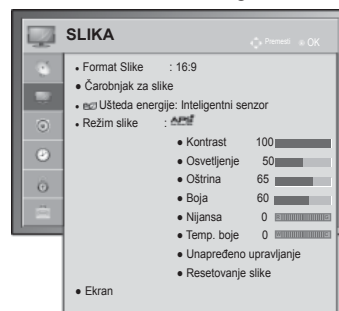 SLIKA
Premesti OK
• Format Slike : 16:9
• Čarobnjak za slike
• Ušteda energije: Inteligentni senzor
• Režim slike :
• Kontrast 100
• Osvetljenje 50
• Oštrina 65
• Boja 60
• Nijansa 0
• Temp. boje 0
• Unapređeno upravljanje
• Resetovanje slike
• Ekran